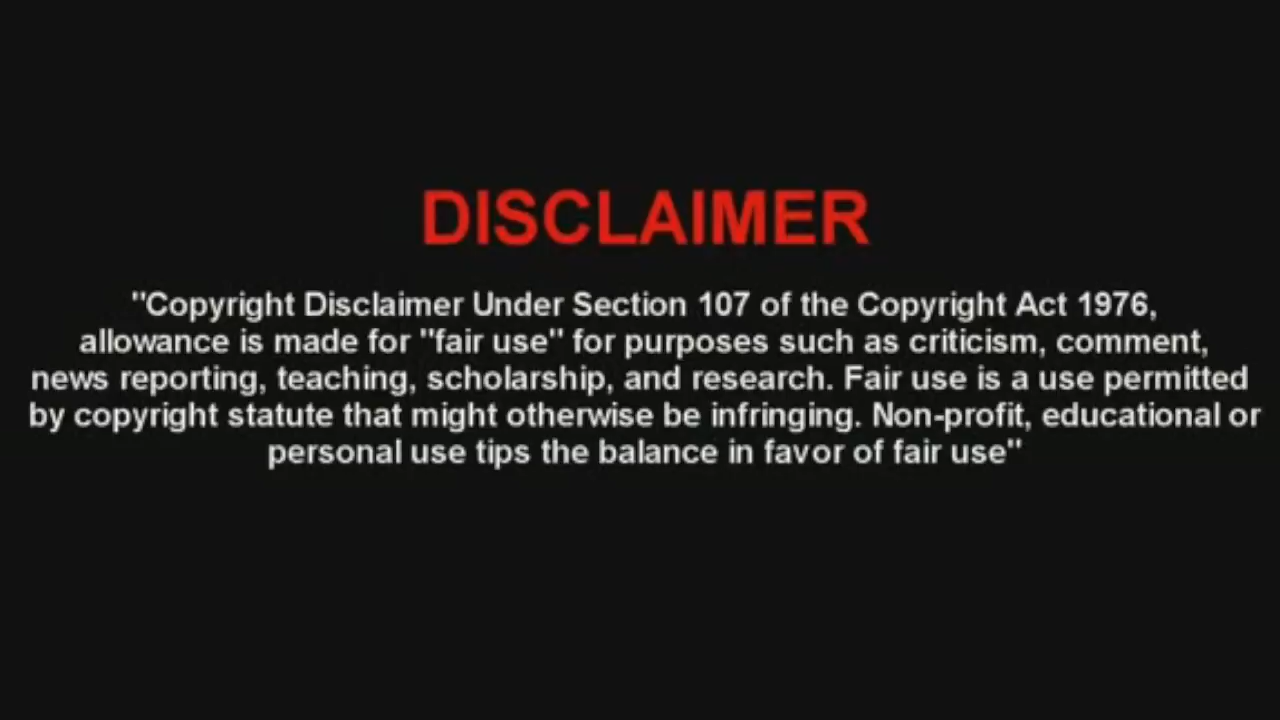 DISCLAIMER
"Copyright Disclaimer Under Section 107 of the Copyright Act 1976,
allowance is made for "fair use" for purposes such as criticism, comment,
news reporting, teaching, scholarship, and research. Fair use is a use permitted
by copyright statute that might otherwise be infringing. Non-profit, educational or
personal use tips the balance in favor of fair use"